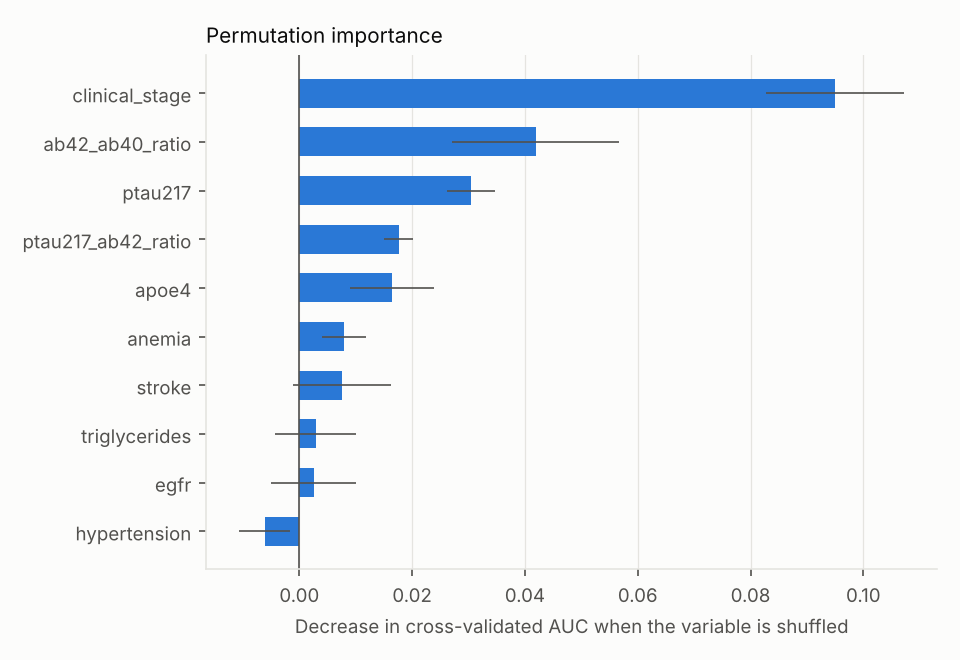 Permutation importance
clinical_stage
ab42_ab40_ratio
ptau217
ptau217_ab42_ratio
apoe4
anemia
stroke
triglycerides
egfr
hypertension
0.00 0.02 0.04 0.06 0.08 0.10
Decrease in cross-validated AUC when the variable is shuffled